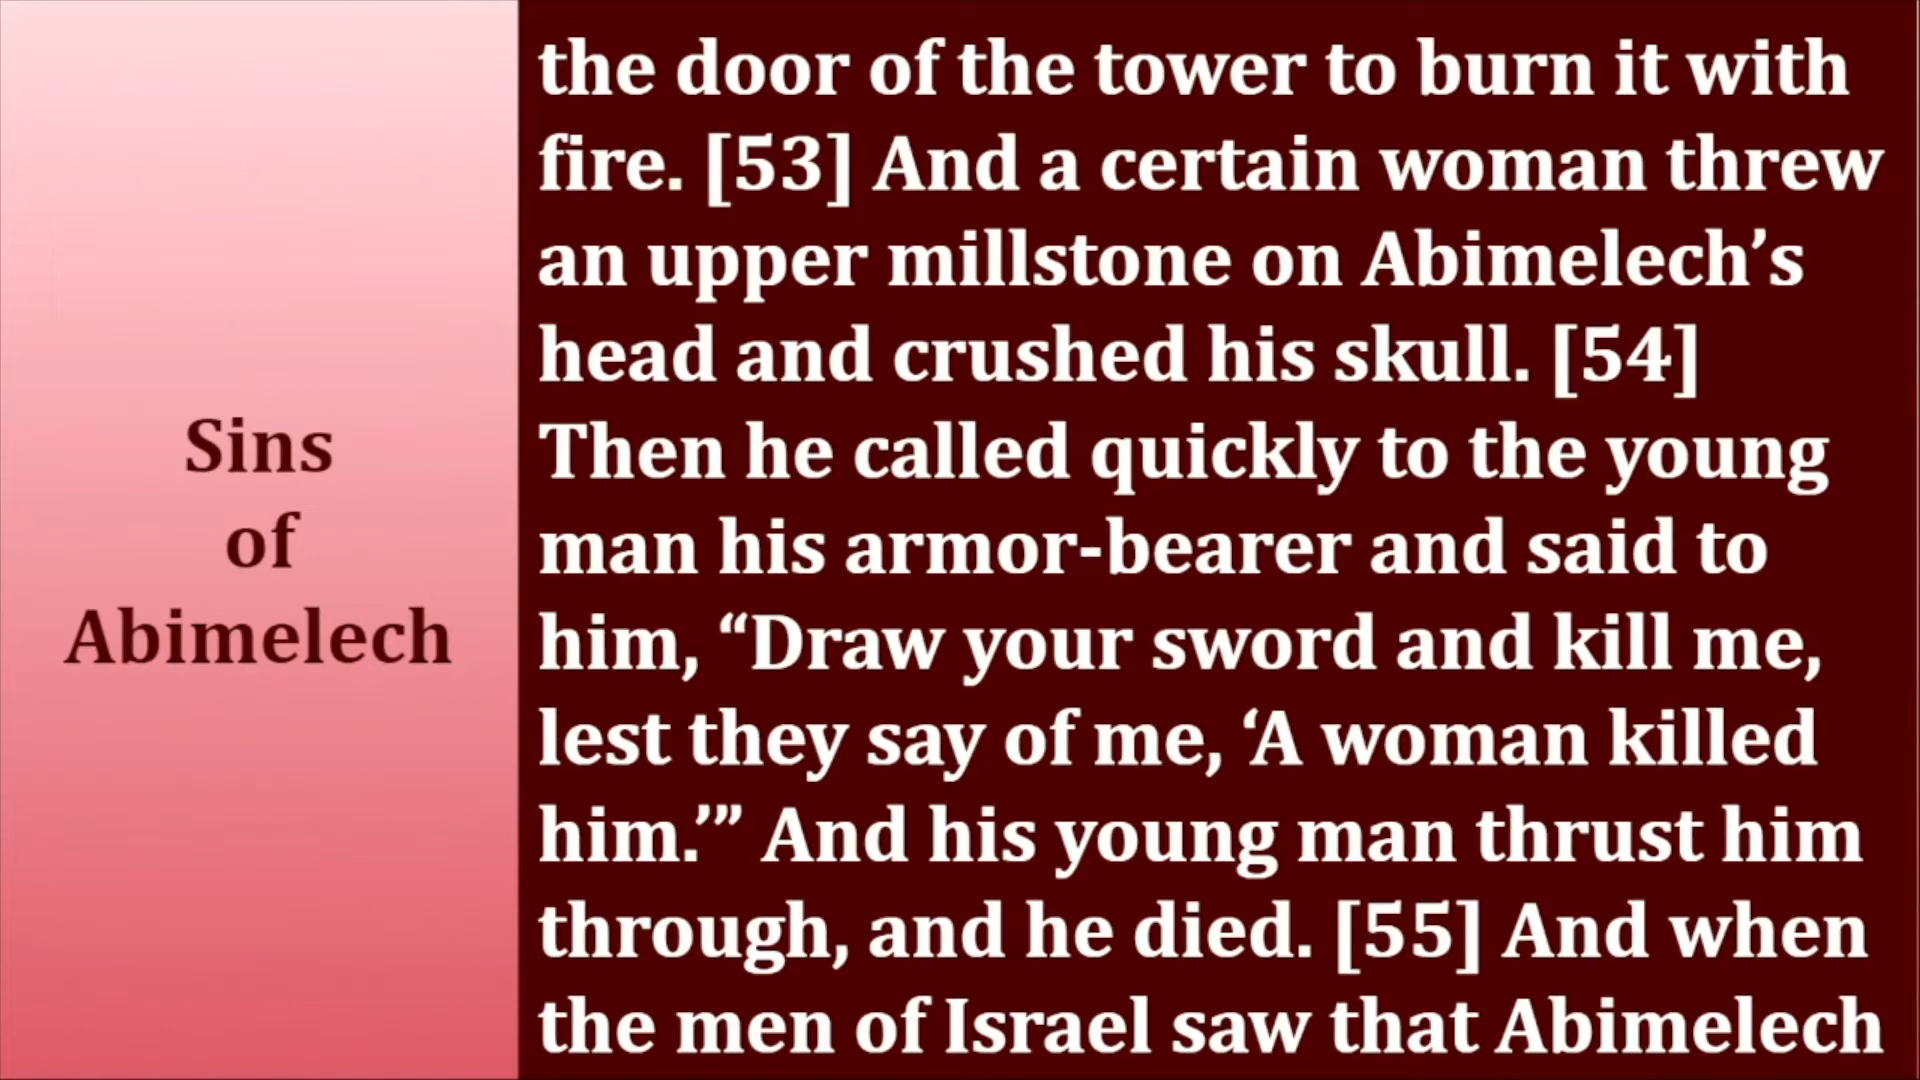 Sins
of
Abimelech
the door of the tower to burn it with
fire. [53] And a certain woman threw
an upper millstone on Abimelech’s
head and crushed his skull. [54]
Then he called quickly to the young
man his armor-bearer and said to
him, “Draw your sword and kill me,
lest they say of me, ‘A woman killed
him.’” And his young man thrust him
through, and he died. [55] And when
the men of Israel saw that Abimelech